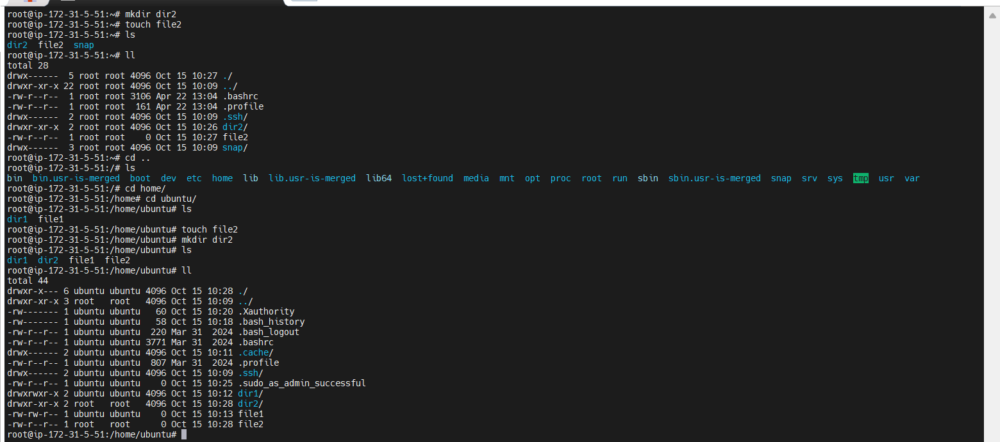 root@ip-172-31-5-51:~# mkdir dir2
root@ip-172-31-5-51:~# touch file2
root@ip-172-31-5-51:~# ls
dir2  file2  snap
root@ip-172-31-5-51:~# ll
total 28
drwx------  5 root root 4096 Oct 15 10:27 ./
drwxr-xr-x 22 root root 4096 Oct 15 10:09 ../
-rw-r--r--  1 root root 3106 Apr 22 13:04 .bashrc
-rw-r--r--  1 root root  161 Apr 22 13:04 .profile
drwx------  2 root root 4096 Oct 15 10:09 .ssh/
drwxr-xr-x  2 root root 4096 Oct 15 10:26 dir2/
-rw-r--r--  1 root root    0 Oct 15 10:27 file2
drwx------  3 root root 4096 Oct 15 10:09 snap/
root@ip-172-31-5-51:~# cd ..
root@ip-172-31-5-51:/# ls
bin  bin.usr-is-merged  boot  dev  etc  home  lib  lib.usr-is-merged  lib64  lost+found  media  mnt  opt  proc  root  run  sbin  sbin.usr-is-merged  snap  srv  sys  tmp  usr  var
root@ip-172-31-5-51:/# cd home/
root@ip-172-31-5-51:/home# cd ubuntu/
root@ip-172-31-5-51:/home/ubuntu# ls
dir1  file1
root@ip-172-31-5-51:/home/ubuntu# touch file2
root@ip-172-31-5-51:/home/ubuntu# mkdir dir2
root@ip-172-31-5-51:/home/ubuntu# ls
dir1  dir2  file1  file2
root@ip-172-31-5-51:/home/ubuntu# ll
total 44
drwxr-x--- 6 ubuntu ubuntu 4096 Oct 15 10:28 ./
drwxr-xr-x 3 root   root   4096 Oct 15 10:09 ../
-rw------- 1 ubuntu ubuntu   60 Oct 15 10:20 .Xauthority
-rw------- 1 ubuntu ubuntu   58 Oct 15 10:18 .bash_history
-rw-r--r-- 1 ubuntu ubuntu  220 Mar 31  2024 .bash_logout
-rw-r--r-- 1 ubuntu ubuntu 3771 Mar 31  2024 .bashrc
drwx------ 2 ubuntu ubuntu 4096 Oct 15 10:11 .cache/
-rw-r--r-- 1 ubuntu ubuntu  807 Mar 31  2024 .profile
drwx------ 2 ubuntu ubuntu 4096 Oct 15 10:09 .ssh/
-rw-r--r-- 1 ubuntu ubuntu    0 Oct 15 10:25 .sudo_as_admin_successful
drwxrwxr-x 2 ubuntu ubuntu 4096 Oct 15 10:12 dir1/
drwxr-xr-x 2 root   root   4096 Oct 15 10:28 dir2/
-rw-rw-r-- 1 ubuntu ubuntu    0 Oct 15 10:13 file1
-rw-r--r-- 1 root   root      0 Oct 15 10:28 file2
root@ip-172-31-5-51:/home/ubuntu#